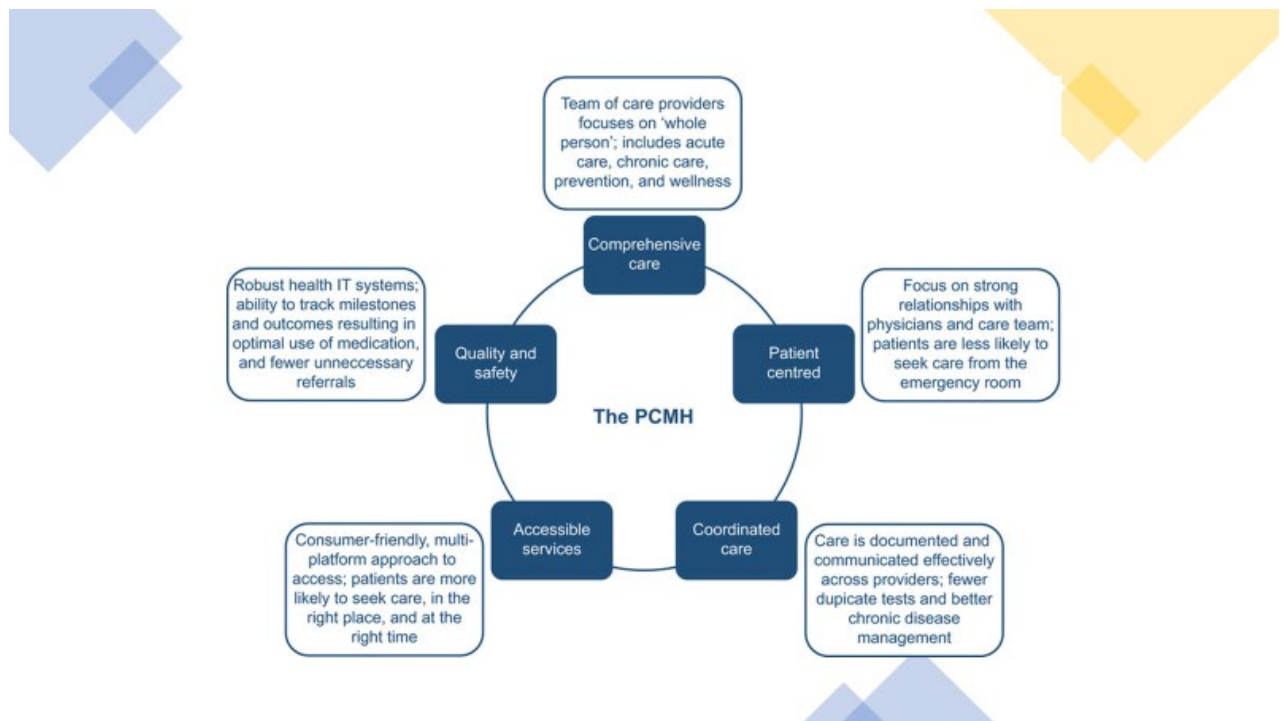 Team of care providers
focuses on ‘whole
person’; includes acute
care, chronic care,
prevention, and wellness
Comprehensive
care
Robust health IT systems;
ability to track milestones
and outcomes resulting in
optimal use of medication,
and fewer unneccessary
referrals
Quality and
safety
Patient
centred
Focus on strong
relationships with
physicians and care team;
patients are less likely to
seek care from the
emergency room
The PCMH
Consumer-friendly, multi-
platform approach to
access; patients are more
likely to seek care, in the
right place, and at the
right time
Accessible
services
Coordinated
care
Care is documented and
communicated effectively
across providers; fewer
dupicate tests and better
chronic disease
management